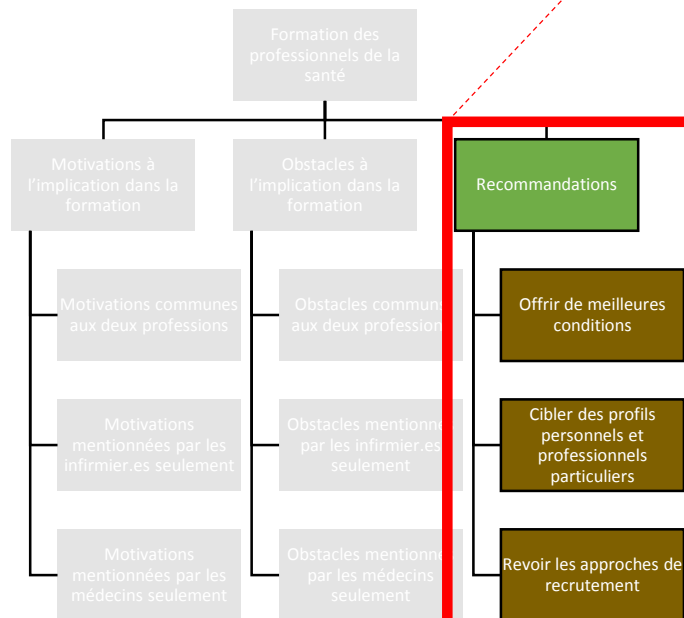 Formation des
professionnels de la
santé
Motivations à
l'implication dans la
formation
Obstacles à
l'implication dans la
formation
Recommandations
Motivations communes
aux deux professions
Obstacles communs
aux deux profession
Offrir de meilleures
conditions
Motivations
mentionnées par les
infirmier.es seulement
Obstacles mentionné
par les infirmier.es
seulement
Cibler des profils
personnels et
professionnels
particuliers
Motivations
mentionnées par les
médecins seulement
Obstacles mentionné
par les médecins
seulement
Revoir les approches de
recrutement